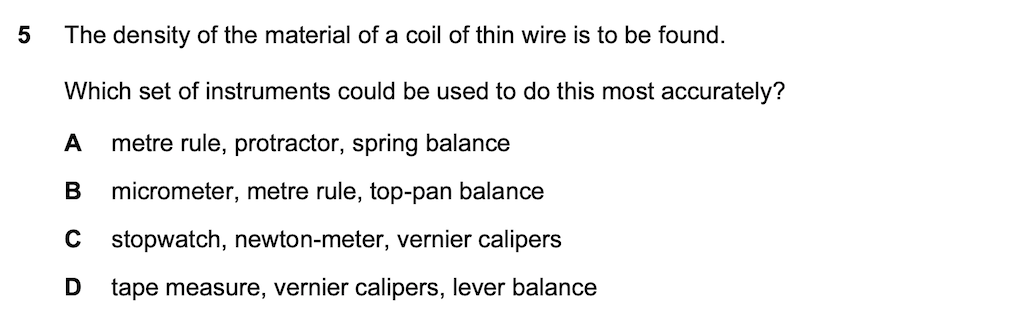 5 The density of the material of a coil of thin wire is to be found.
Which set of instruments could be used to do this most accurately?
A metre rule, protractor, spring balance
B micrometer, metre rule, top-pan balance
C stopwatch, newton-meter, vernier calipers
D tape measure, vernier calipers, lever balance